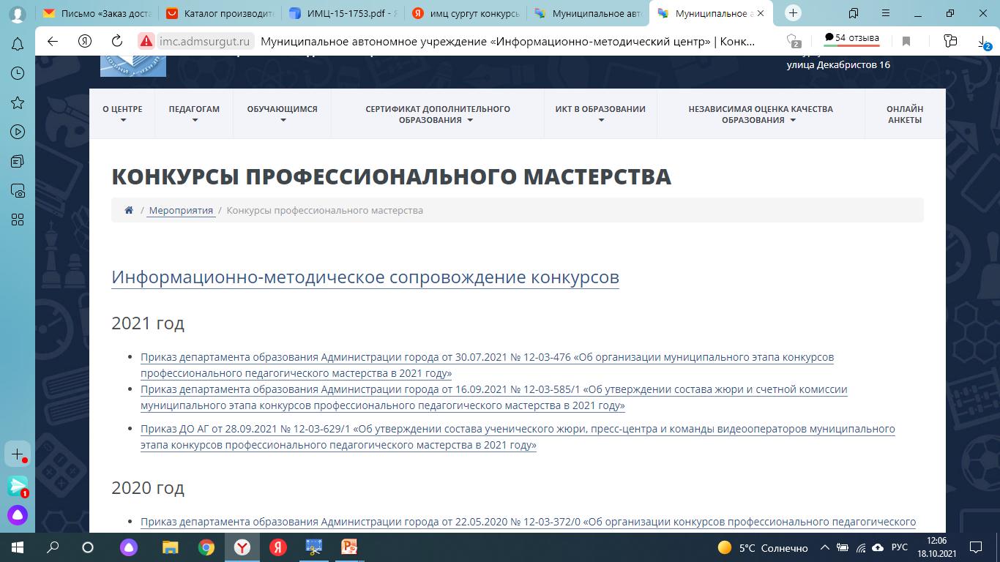 Письмо «Заказ доста
Каталог производите
ИМЦ-15-1753.pdf - Я
имц сургут конкурсы
Муниципальное авто
Муниципальное а
imc.admsurgut.ru
Муниципальное автономное учреждение «Информационно-методический центр» | Конк...
2
54 отзыва
2
улица Декабристов 16
О ЦЕНТРЕ
ПЕДАГОГАМ
ОБУЧАЮЩИМСЯ
СЕРТИФИКАТ ДОПОЛНИТЕЛЬНОГО
ОБРАЗОВАНИЯ
ИКТ В ОБРАЗОВАНИИ
НЕЗАВИСИМАЯ ОЦЕНКА КАЧЕСТВА
ОБРАЗОВАНИЯ
ОНЛАЙН
АНКЕТЫ
КОНКУРСЫ ПРОФЕССИОНАЛЬНОГО МАСТЕРСТВА
/ Мероприятия / Конкурсы профессионального мастерства
Информационно-методическое сопровождение конкурсов
2021 год
• Приказ департамента образования Администрации города от 30.07.2021 № 12-03-476 «Об организации муниципального этапа конкурсов
профессионального педагогического мастерства в 2021 году»
• Приказ департамента образования Администрации города от 16.09.2021 № 12-03-585/1 «Об утверждении состава жюри и счетной комиссии
муниципального этапа конкурсов профессионального педагогического мастерства в 2021 году»
• Приказ ДО АГ от 28.09.2021 № 12-03-629/1 «Об утверждении состава ученического жюри, пресс-центра и команды видеооператоров муниципального
этапа конкурсов профессионального педагогического мастерства в 2021 году»
2020 год
• Приказ департамента образования Администрации города от 22.05.2020 № 12-03-372/0 «Об организации конкурсов профессионального педагогического
1
5°C Солнечно
РУС
12:06
18.10.2021